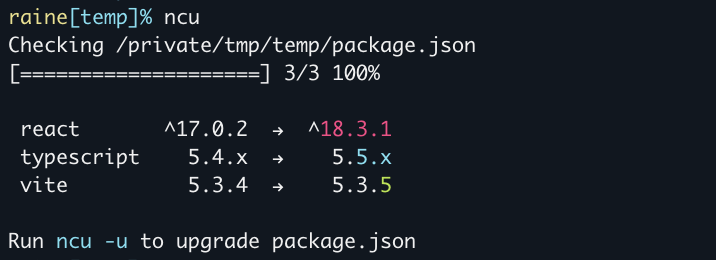 raine[temp]% ncu
Checking /private/tmp/temp/package.json
[====================] 3/3 100%
react ^17.0.2 → ^18.3.1
typescript 5.4.x → 5.5.x
vite 5.3.4 → 5.3.5
Run ncu -u to upgrade package.json